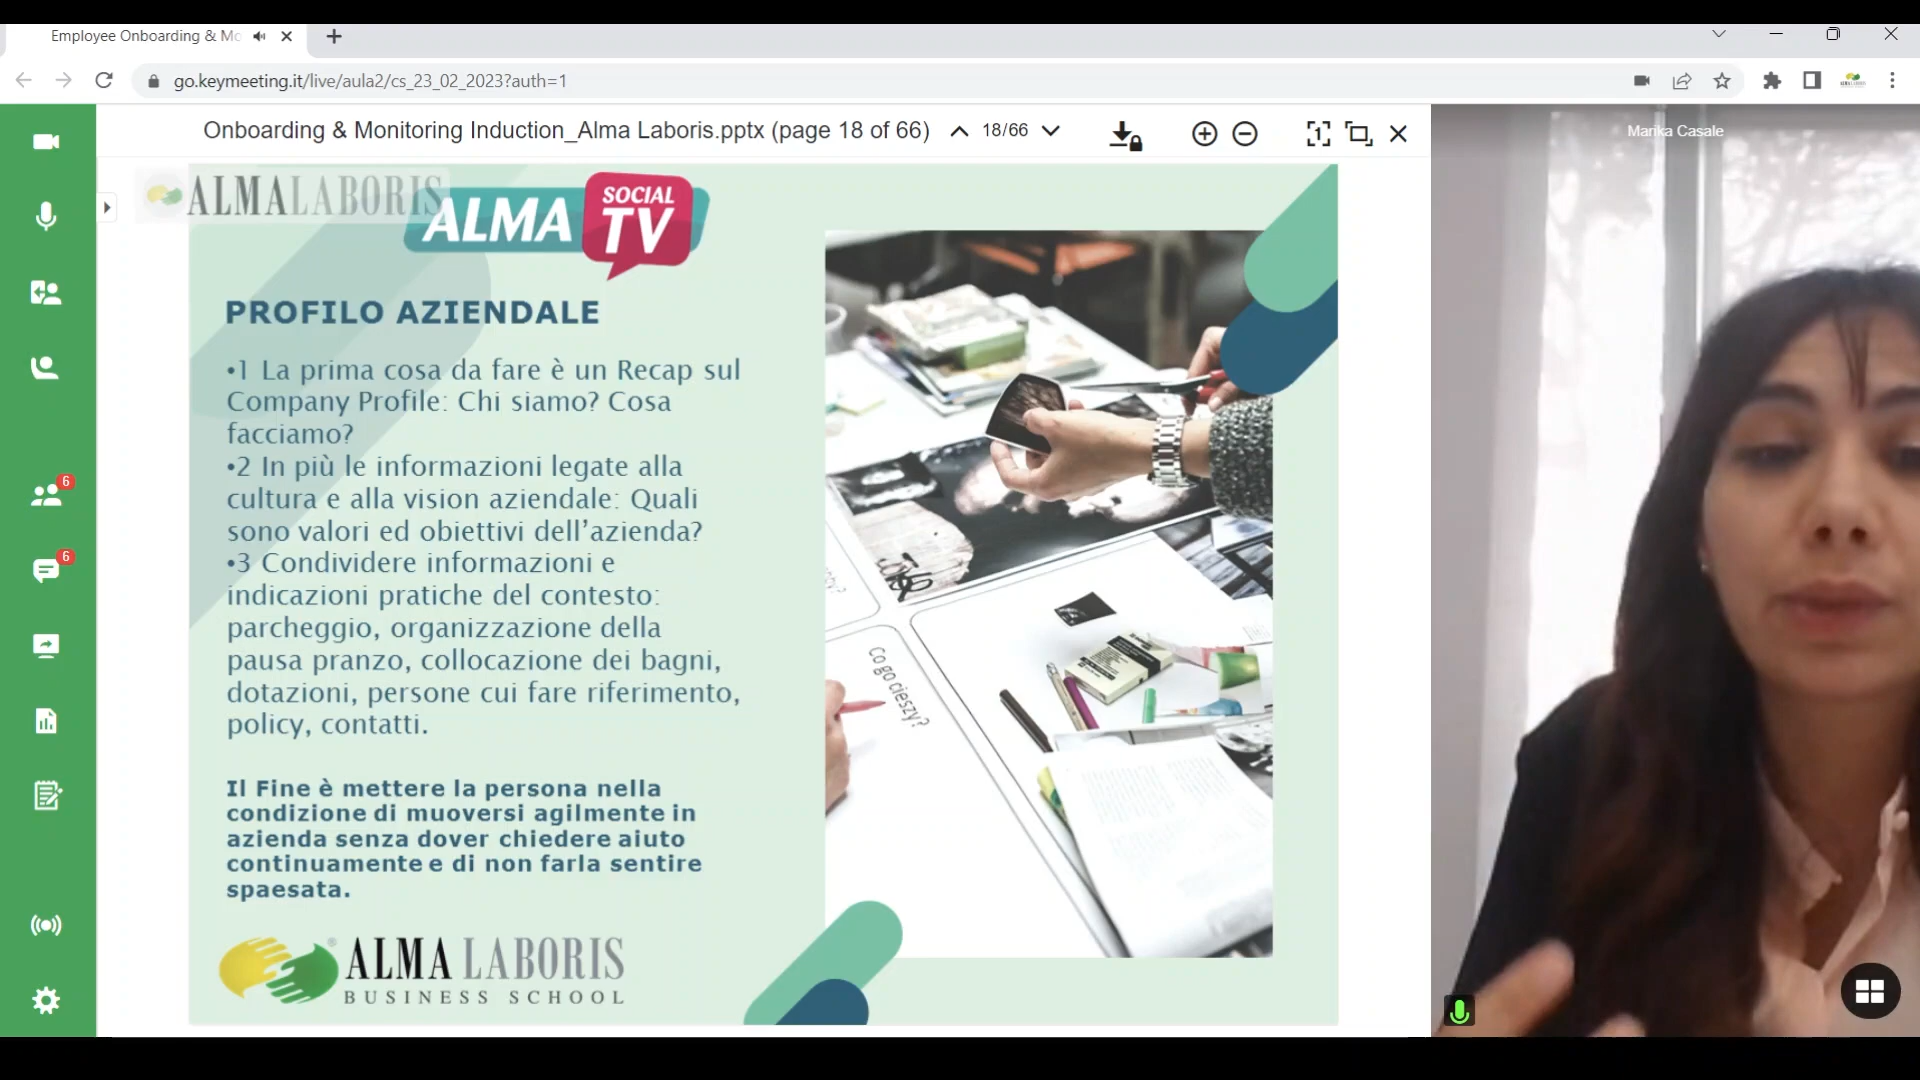 Employee Onboarding & Mo
go.keymeeting.it/live/aula2/cs_23_02_2023?auth=1
Onboarding & Monitoring Induction_Alma Laboris.pptx (page 18 of 66)
18/66
1
Marika Casale
ALMALABORIS
ALMA
SOCIAL
TV
PROFILO AZIENDALE
•1 La prima cosa da fare è un Recap sul
Company Profile: Chi siamo? Cosa
facciamo?
•2 In più le informazioni legate alla
cultura e alla vision aziendale: Quali
sono valori ed obiettivi dell’azienda?
•3 Condividere informazioni e
indicazioni pratiche del contesto:
parcheggio, organizzazione della
pausa pranzo, collocazione dei bagni,
dotazioni, persone cui fare riferimento,
policy, contatti.
Il Fine è mettere la persona nella
condizione di muoversi agilmente in
azienda senza dover chiedere aiuto
continuamente e di non farla sentire
spaesata.
ALMA LABORIS
BUSINESS SCHOOL
Co go cieszy?
6
6